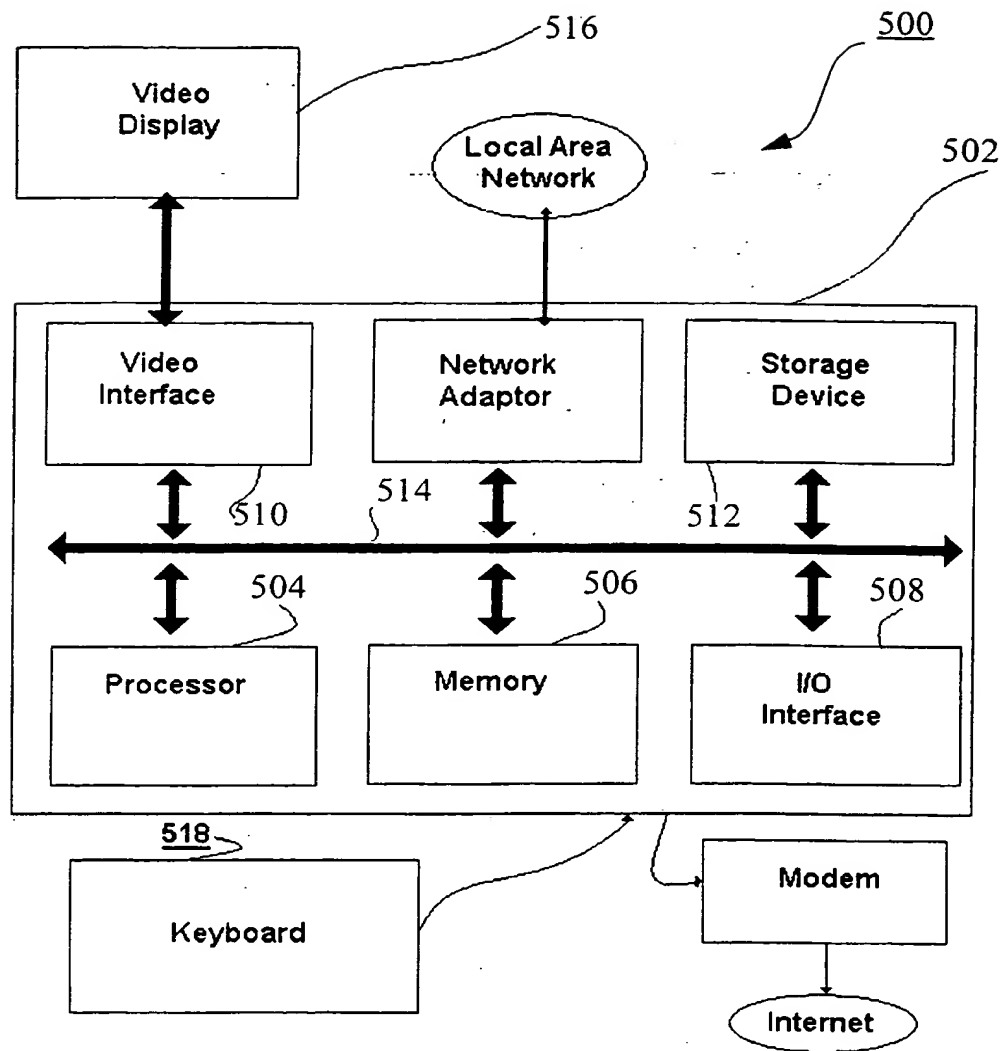 516
500
Video
Display
Local Area
Network
502
Video
Interface
Network
Adaptor
Storage
Device
510
514
512
504
506
508
Processor
Memory
I/O
Interface
518
Keyboard
Modem
Internet